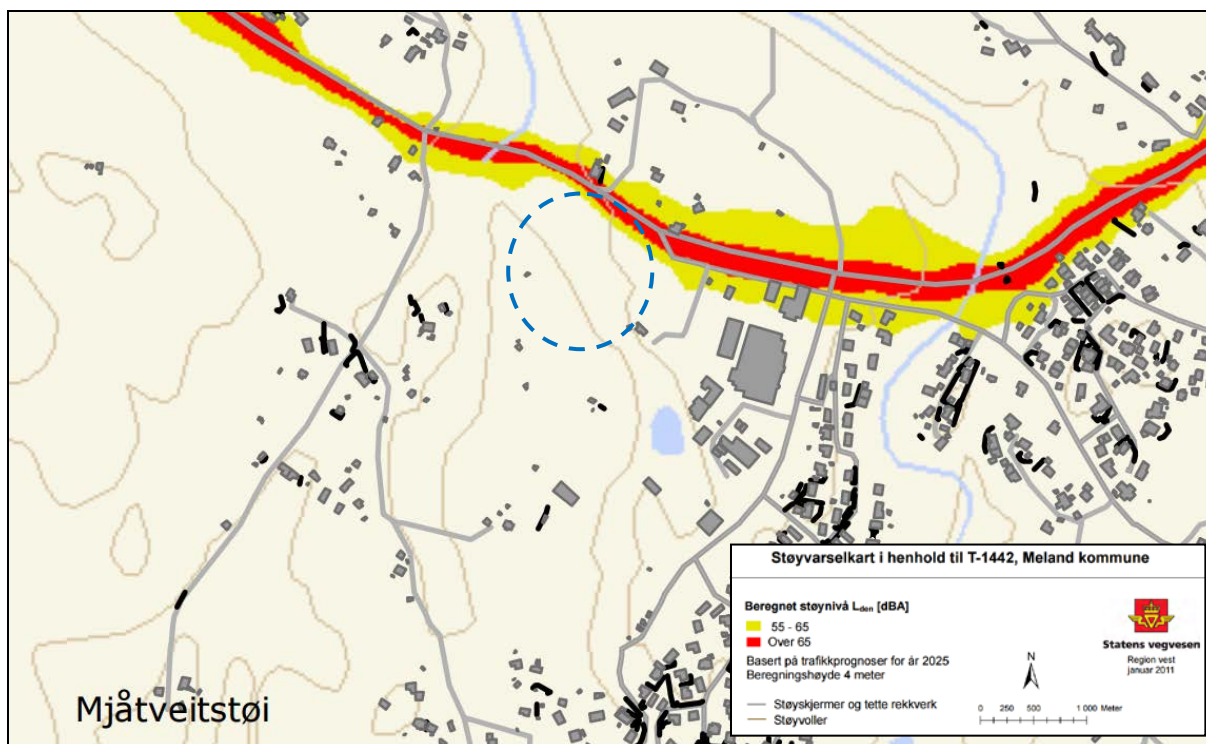 Mjåtveitstøi
Støyvarselkart i henhold til T-1442, Meland kommune
Beregnet støynivå Lden [dBA]
55 - 65
Over 65
Basert på trafikkprognoser for år 2025
Beregningshøyde 4 meter
Støyskjermer og tette rekkverk
Støyvoller
Statens vegvesen
Region vest
januar 2011
N
0 250 500 1 000 Meter